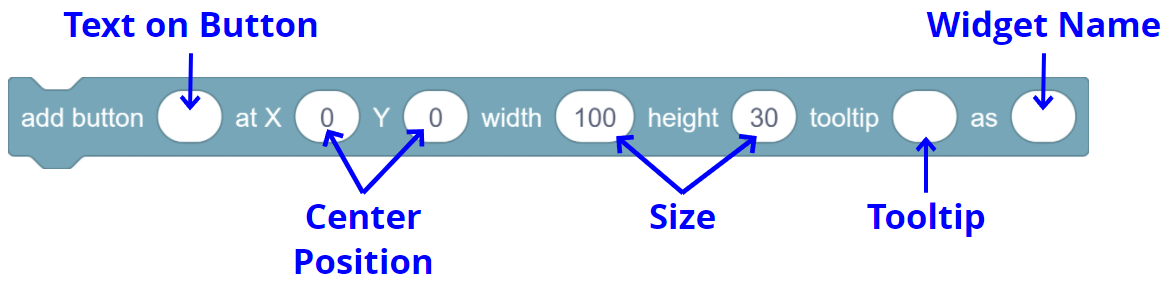 Text on Button
Widget Name
add button at X 0 Y 0 width 100 height 30 tooltip as
Center
Position
Size
Tooltip